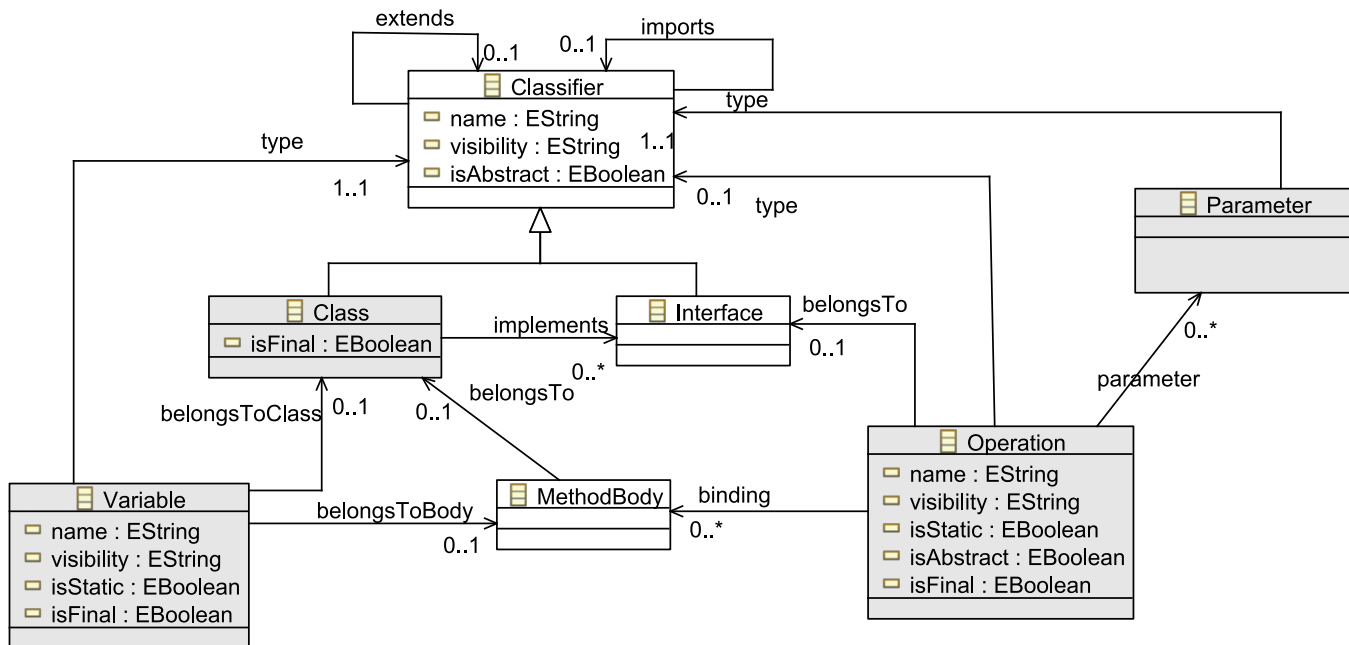 extends
imports
0..1
0..1
Classifier
name : EString
visibility : EString
isAbstract : EBoolean
type
1..1
type
1..1
0..1
type
Parameter
Class
isFinal : EBoolean
implements
0..*
Interface
belongsTo
0..1
0..*
parameter
belongsToClass
0..1
0..1
belongsTo
Operation
name : EString
visibility : EString
isStatic : EBoolean
isAbstract : EBoolean
isFinal : EBoolean
Variable
name : EString
visibility : EString
isStatic : EBoolean
isFinal : EBoolean
belongsToBody
0..1
MethodBody
binding
0..*